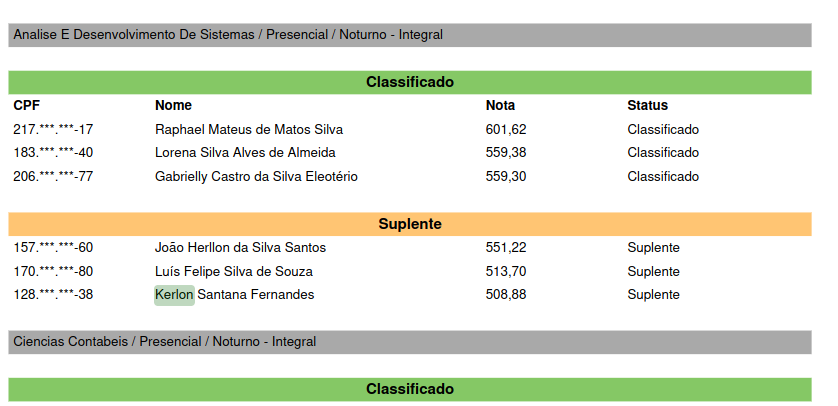 Analise E Desenvolvimento De Sistemas / Presencial / Noturno - Integral
Classificado
CPF Nome Nota Status
217.***.***-17 Raphael Mateus de Matos Silva 601,62 Classificado
183.***.***-40 Lorena Silva Alves de Almeida 559,38 Classificado
206.***.***-77 Gabrielly Castro da Silva Eleotério 559,30 Classificado
Suplente
157.***.***-60 João Herllon da Silva Santos 551,22 Suplente
170.***.***-80 Luís Felipe Silva de Souza 513,70 Suplente
128.***.***-38 Kerlon Santana Fernandes 508,88 Suplente
Ciencias Contabeis / Presencial / Noturno - Integral
Classificado